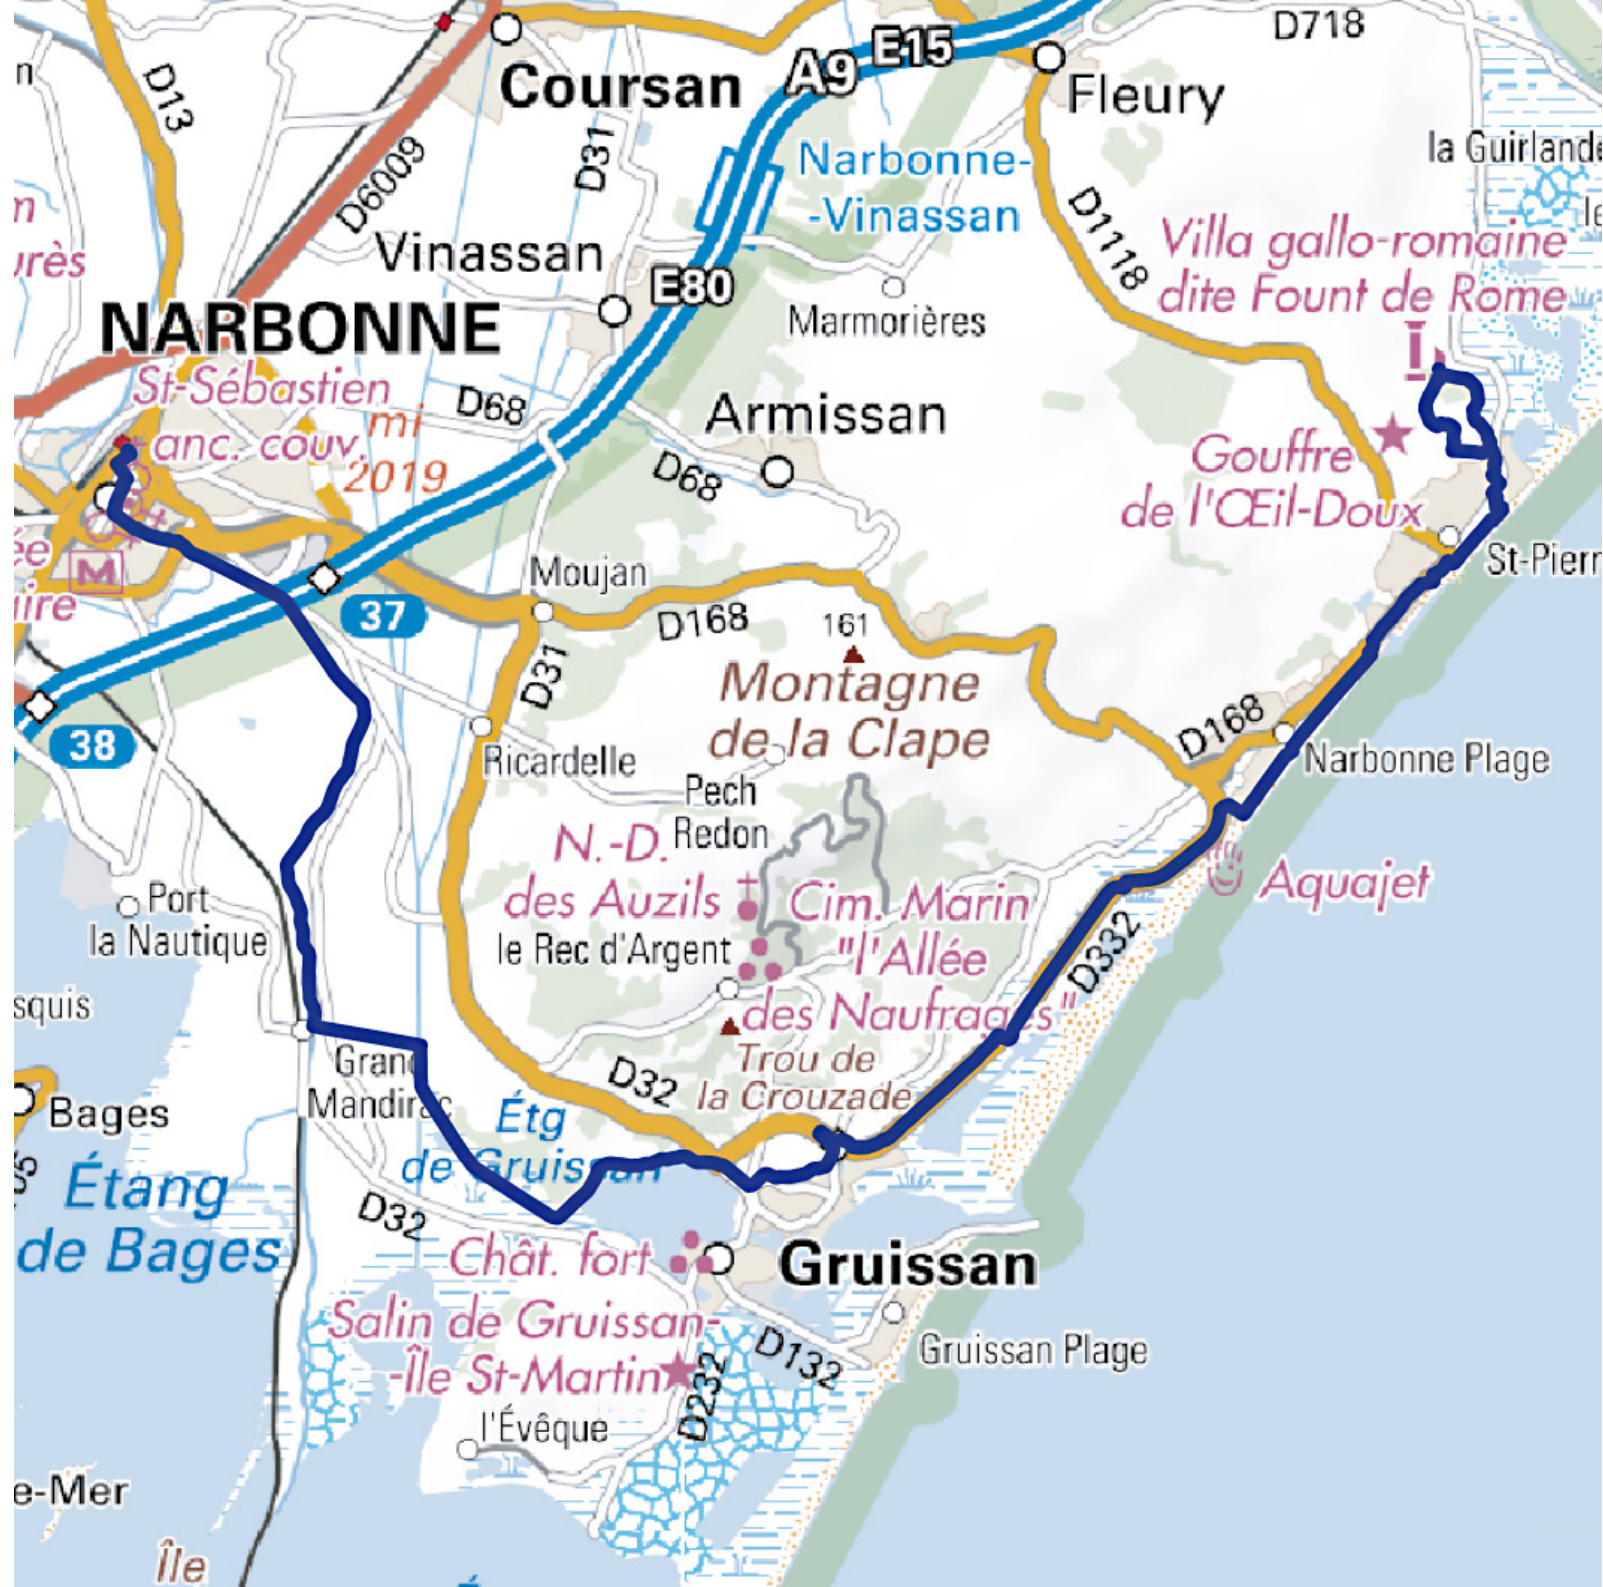 D718
E15
A9
Coursan
Fleury
D13
D31
D6009
la Guirlande
Narbonne-
-Vinassan
D1118
Villa gallo-romaine
dite Fount de Rome
Vinassan
E80
Marmorières
NARBONNE
St-Sébastien
anc. couv.
mi
2019
D68
Armissan
D68
Gouffre
de l'Œil-Doux
St-Pierr
M
37
Moujan
D168
161
D31
Montagne
de la Clape
D168
38
Ricardelle
Narbonne Plage
Pech
Redon
N.-D.
des Auzils
Cim. Marin
"l'Allée
des Naufragés"
Aquajet
Port
la Nautique
le Rec d'Argent
D332
squis
Grand
Mandirac
Trou de
la Crouzade
D32
Bages
Étg
de Gruissan
Étang
de Bages
D32
Chât. fort
Gruissan
Salin de Gruissan-
-Île St-Martin
D132
Gruissan Plage
D232
l'Évêque
e-Mer
Île